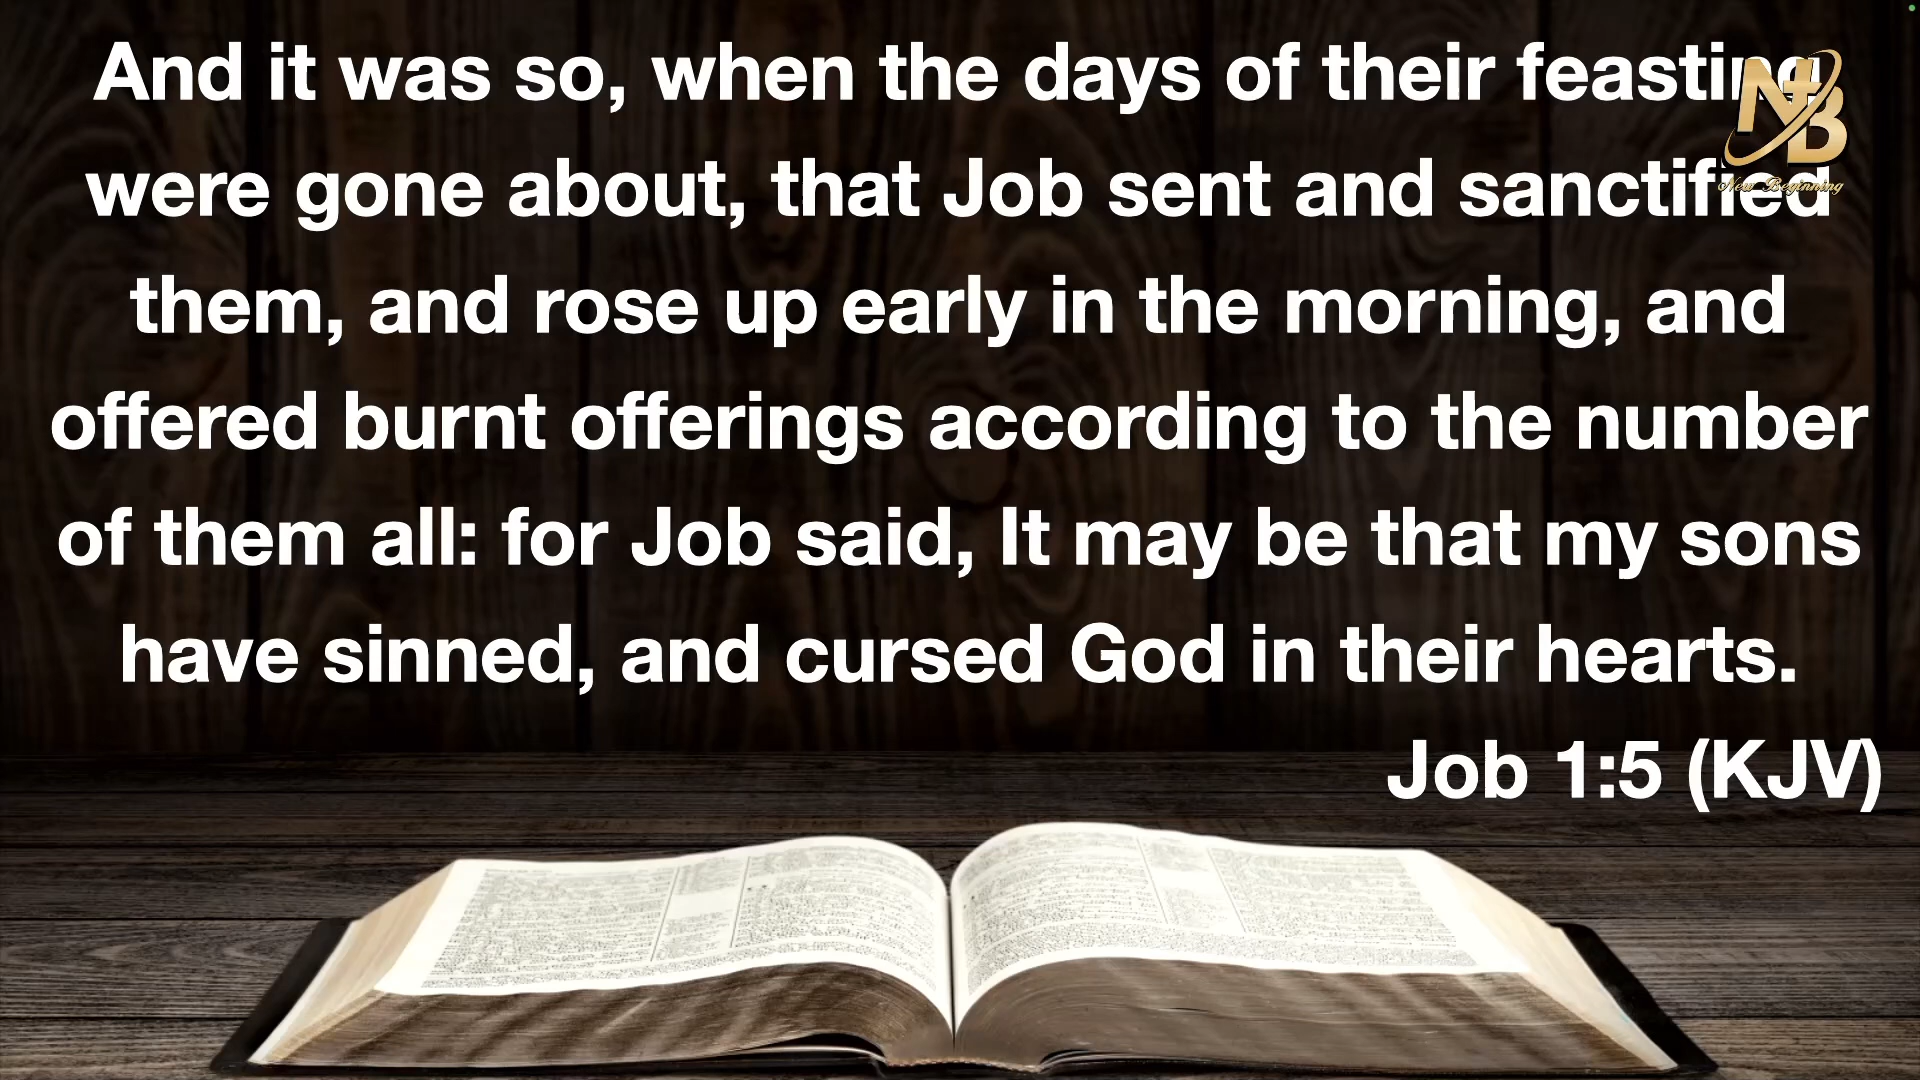 And it was so, when the days of their feasting
were gone about, that Job sent and sanctified
them, and rose up early in the morning, and
offered burnt offerings according to the number
of them all: for Job said, It may be that my sons
have sinned, and cursed God in their hearts.
Job 1:5 (KJV)
NB
New Beginning